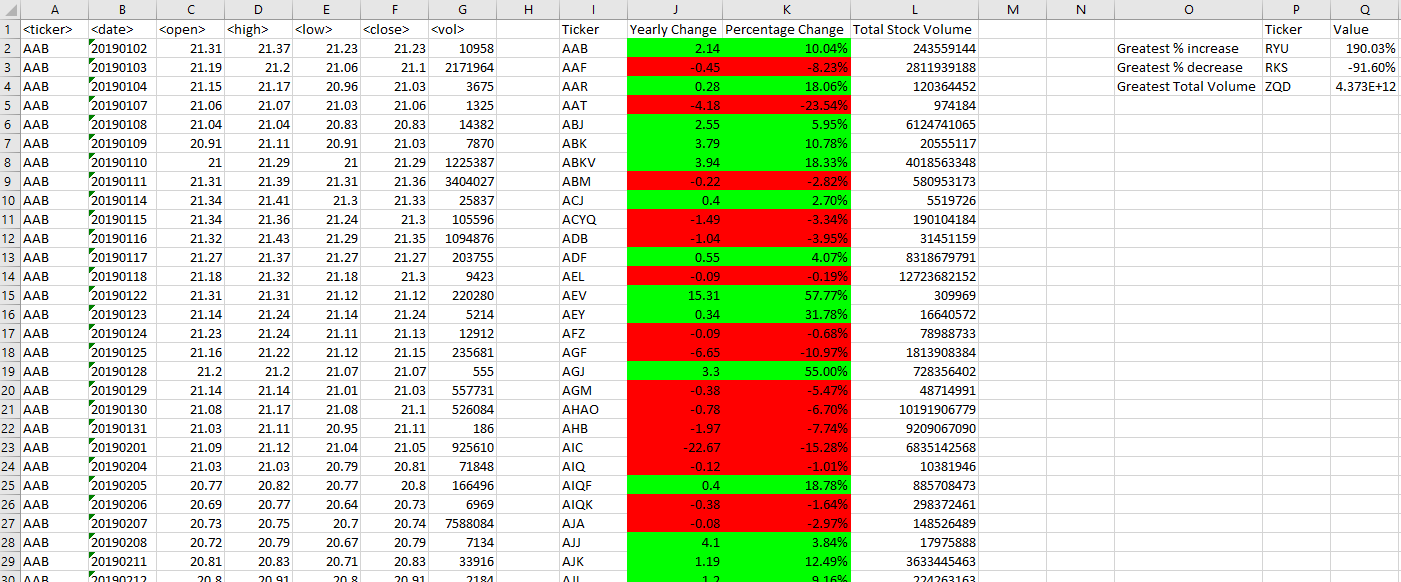 A B C D E F G H I J K L M N O P Q
1 <ticker> <date> <open> <high> <low> <close> <vol> Ticker Yearly Change Percentage Change Total Stock Volume Ticker Value
2 AAB 20190102 21.31 21.37 21.23 21.23 10958 AAB 2.14 10.04% 243559144 Greatest % increase RYU 190.03%
3 AAB 20190103 21.19 21.2 21.06 21.1 2171964 AAF -0.45 -8.23% 2811939188 Greatest % decrease RKS -91.60%
4 AAB 20190104 21.15 21.17 20.96 21.03 3675 AAR 0.28 18.06% 120364452 Greatest Total Volume ZQD 4.373E+12
5 AAB 20190107 21.06 21.07 21.03 21.06 1325 AAT -4.18 -23.54% 974184
6 AAB 20190108 21.04 21.04 20.83 20.83 14382 ABJ 2.55 5.95% 6124741065
7 AAB 20190109 20.91 21.11 20.91 21.03 7870 ABK 3.79 10.78% 20555117
8 AAB 20190110 21 21.29 21 21.29 1225387 ABKV 3.94 18.33% 4018563348
9 AAB 20190111 21.31 21.39 21.31 21.36 3404027 ABM -0.22 -2.82% 580953173
10 AAB 20190114 21.34 21.41 21.3 21.33 25837 ACJ 0.4 2.70% 5519726
11 AAB 20190115 21.34 21.36 21.24 21.3 105596 ACYQ -1.49 -3.34% 190104184
12 AAB 20190116 21.32 21.43 21.29 21.35 1094876 ADB -1.04 -3.95% 31451159
13 AAB 20190117 21.27 21.37 21.27 21.27 203755 ADF 0.55 4.07% 8318679791
14 AAB 20190118 21.18 21.32 21.18 21.3 9423 AEL -0.09 -0.19% 12723682152
15 AAB 20190122 21.31 21.31 21.12 21.12 220280 AEV 15.31 57.77% 309969
16 AAB 20190123 21.14 21.24 21.14 21.24 5214 AEY 0.34 31.78% 16640572
17 AAB 20190124 21.23 21.24 21.11 21.13 12912 AFZ -0.09 -0.68% 78988733
18 AAB 20190125 21.16 21.22 21.12 21.15 235681 AGF -6.65 -10.97% 1813908384
19 AAB 20190128 21.2 21.2 21.07 21.07 555 AGJ 3.3 55.00% 728356402
20 AAB 20190129 21.14 21.14 21.01 21.03 557731 AGM -0.38 -5.47% 48714991
21 AAB 20190130 21.08 21.17 21.08 21.1 526084 AHAO -0.78 -6.70% 10191906779
22 AAB 20190131 21.03 21.11 20.95 21.11 186 AHB -1.97 -7.74% 9209067090
23 AAB 20190201 21.09 21.12 21.04 21.05 925610 AIC -22.67 -15.28% 6835142568
24 AAB 20190204 21.03 21.03 20.79 20.81 71848 AIQ -0.12 -1.01% 10381946
25 AAB 20190205 20.77 20.82 20.77 20.8 166496 AIQF 0.4 18.78% 885708473
26 AAB 20190206 20.69 20.77 20.64 20.73 6969 AIQK -0.38 -1.64% 298372461
27 AAB 20190207 20.73 20.75 20.7 20.74 7588084 AJA -0.08 -2.97% 148526489
28 AAB 20190208 20.72 20.79 20.67 20.79 7134 AJJ 4.1 3.84% 17975888
29 AAB 20190211 20.81 20.83 20.71 20.83 33916 AJK 1.19 12.49% 3633445463
30 AAB 20190212 20.8 20.91 20.8 20.91 2184 1.2 9.16% 224263163